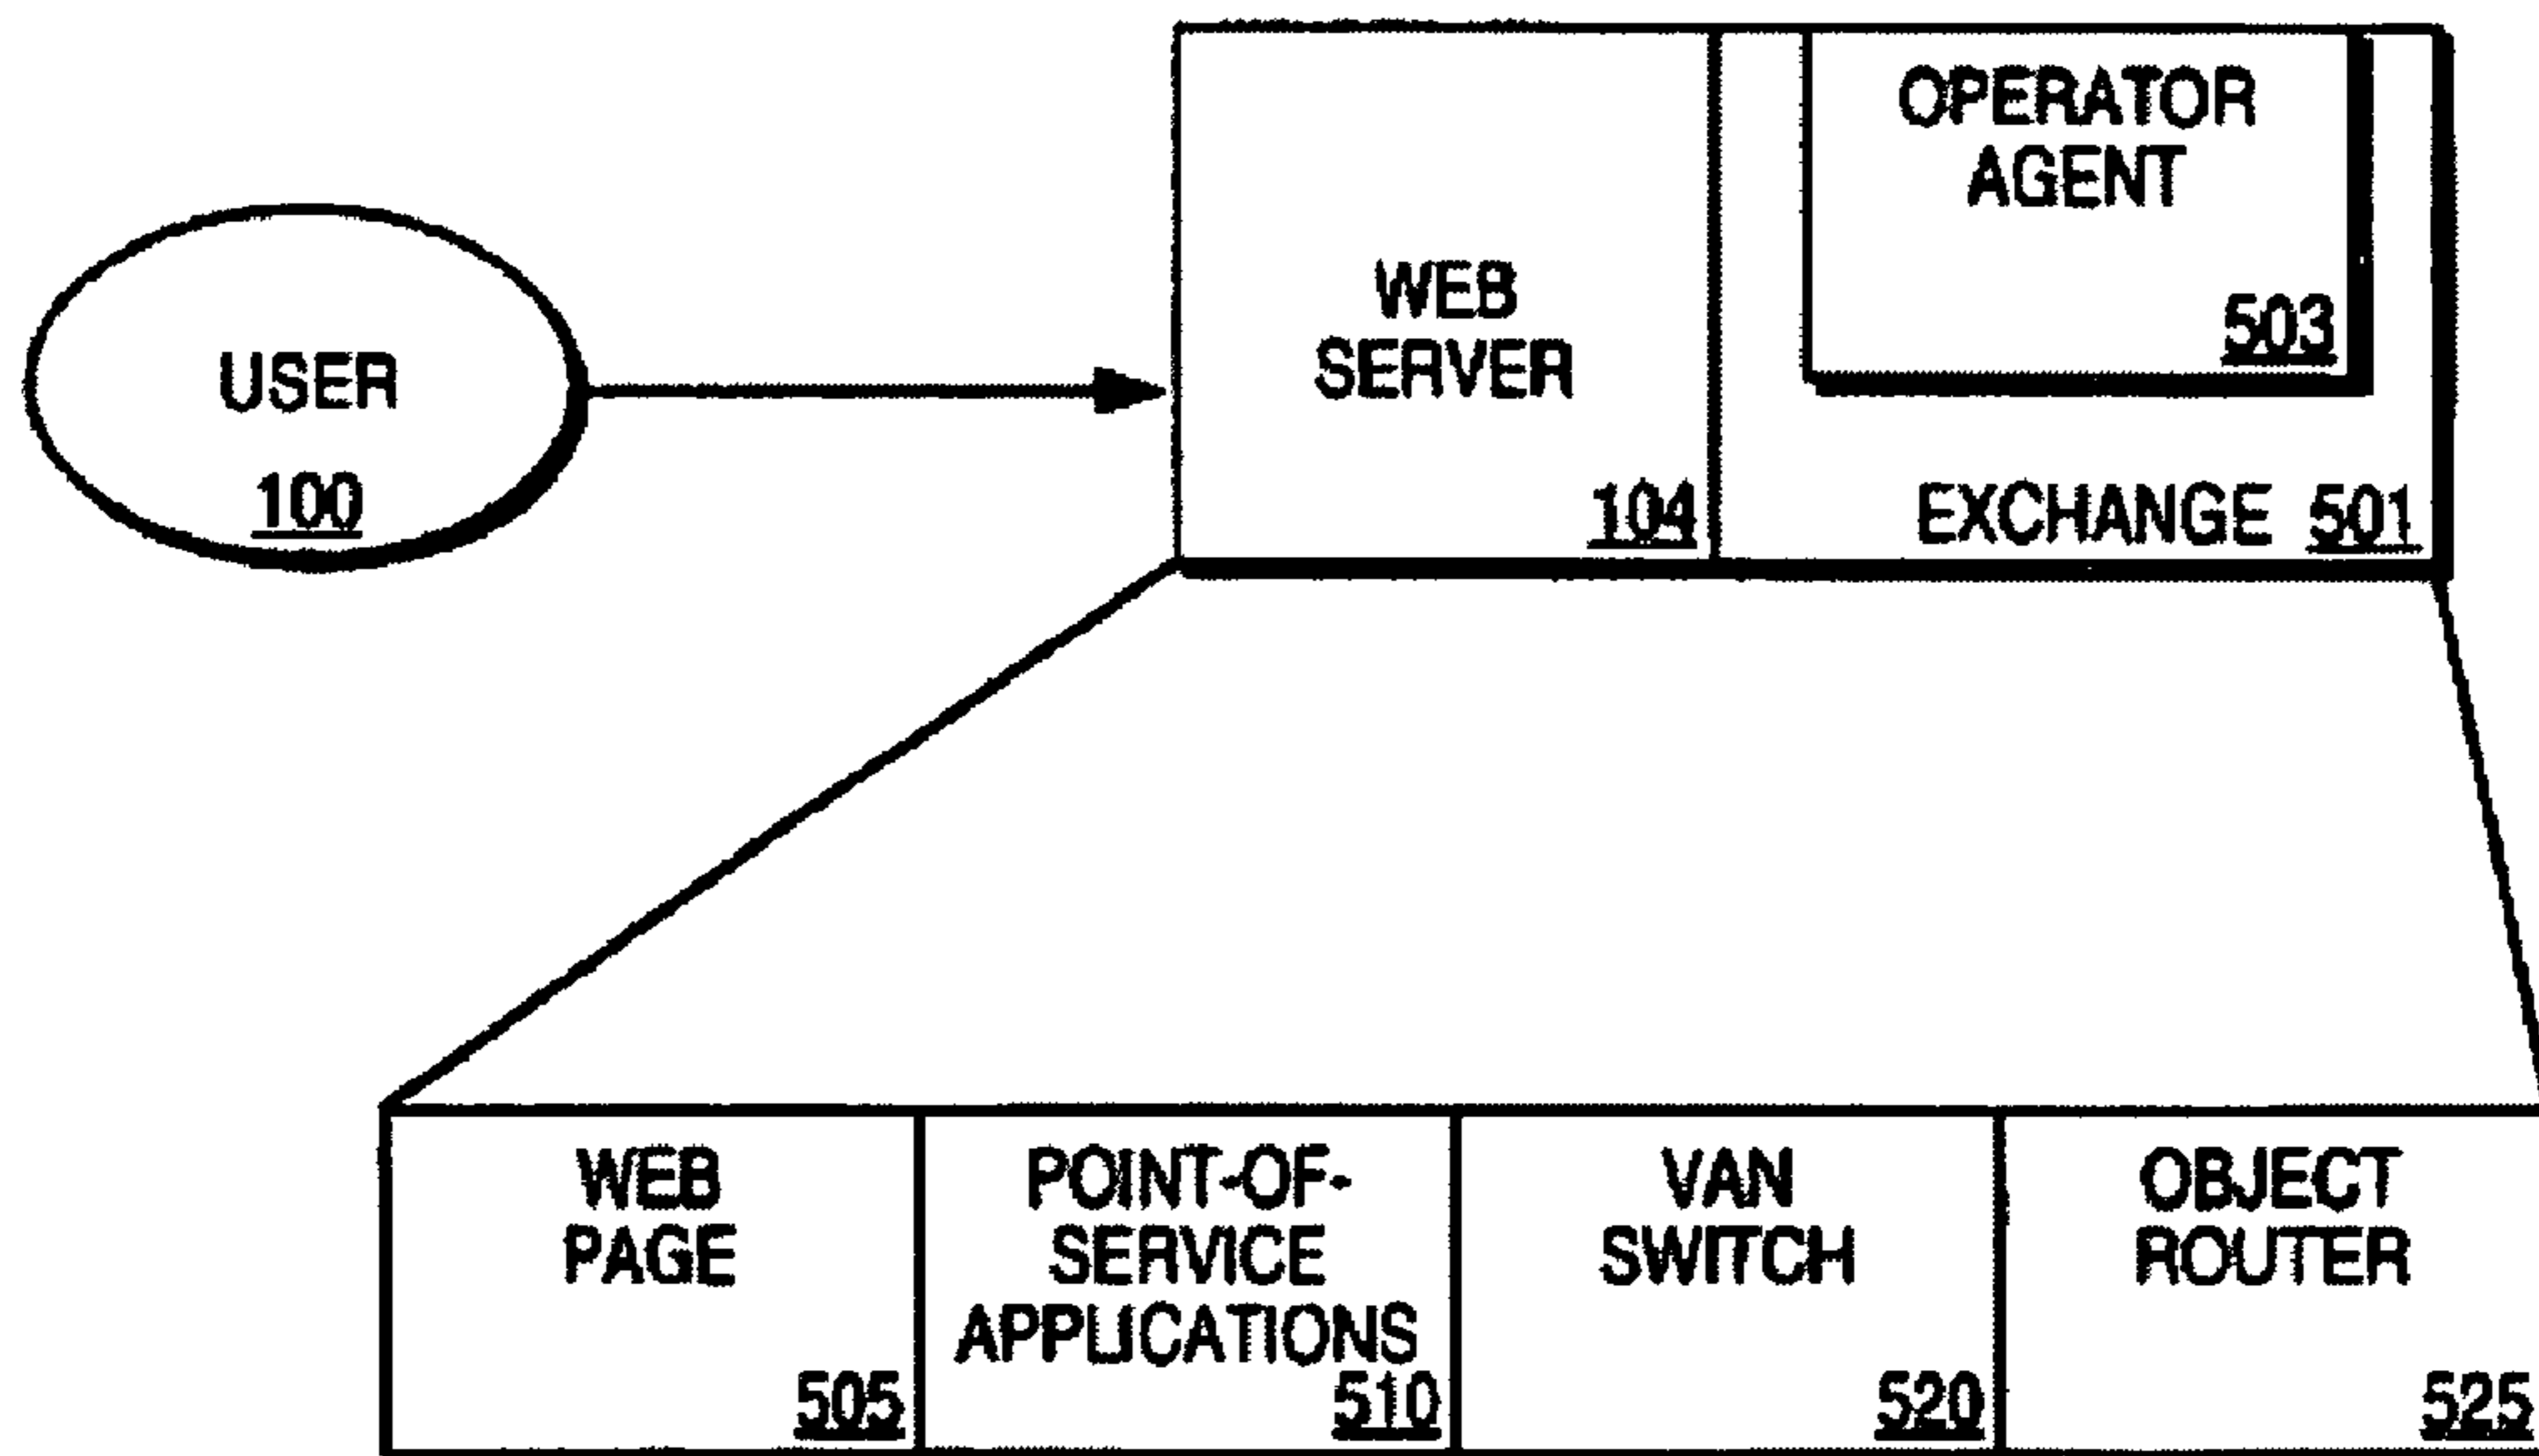 USER
100
WEB
SERVER
104
OPERATOR
AGENT
503
EXCHANGE 501
WEB
PAGE
505
POINT-OF-
SERVICE
APPLICATIONS
510
VAN
SWITCH
520
OBJECT
ROUTER
525